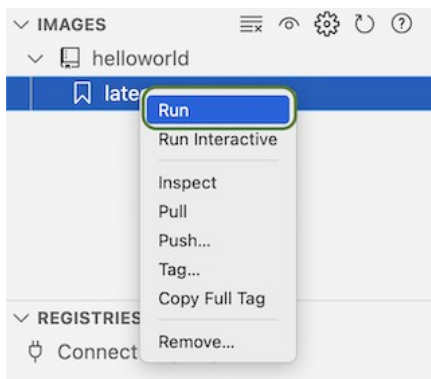 IMAGES
helloworld
late
Run
Run Interactive
Inspect
Pull
Push...
Tag...
Copy Full Tag
REGISTRIES
Connect
Remove...